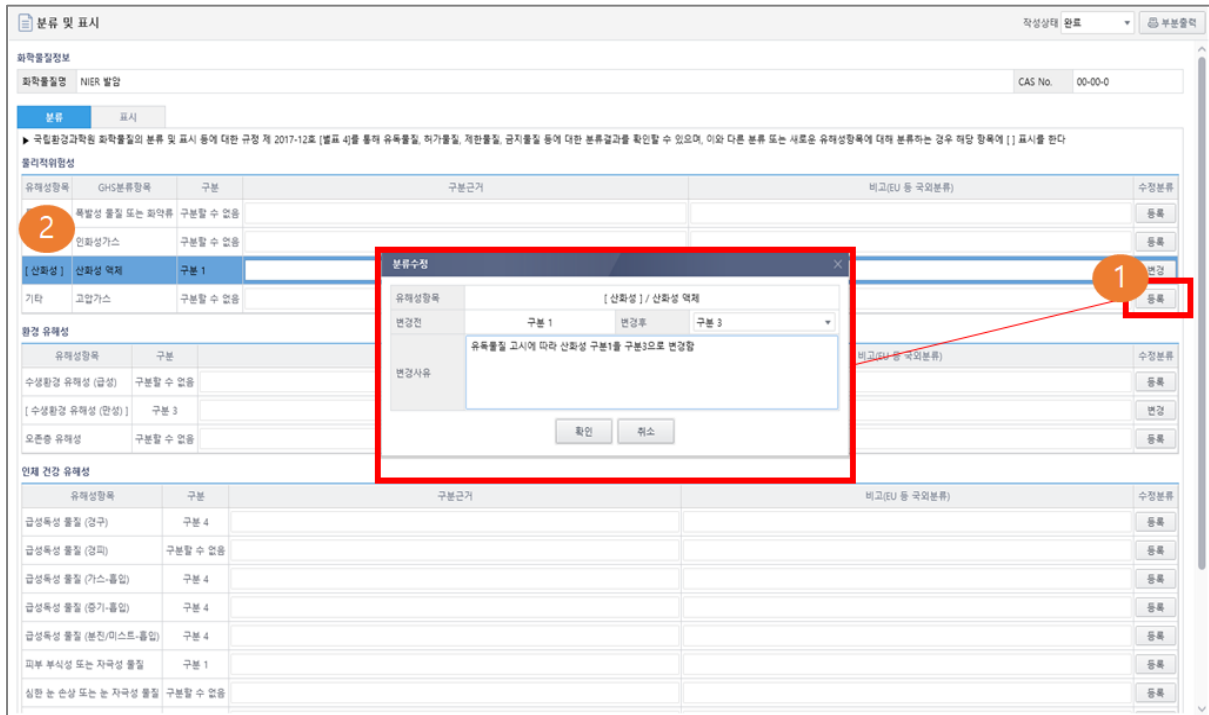 분류 및 표시
작성상태 완료 부분출력
화학물질정보
화학물질명 NIER 발암 CAS No. 00-00-0
분류 표시
▶ 국립환경과학원 화학물질의 분류 및 표시 등에 대한 규정 제 2017-12호 [별표 4]를 통해 유독물질, 허가물질, 제한물질, 금지물질 등에 대한 분류결과를 확인할 수 있으며, 이와 다른 분류 또는 새로운 유해성항목에 대해 분류하는 경우 해당 항목에 [ ] 표시를 한다
물리적위험성
유해성항목 GHS분류항목 구분 구분근거 비고(EU 등 국외분류) 수정분류
폭발성 물질 또는 화약류 구분할 수 없음 등록
2
인화성가스 구분할 수 없음 등록
[ 산화성 ] 산화성 액체 구분 1 변경
1
기타 고압가스 구분할 수 없음 등록
분류수정
유해성항목 [ 산화성 ] / 산화성 액체
변경전 구분 1 변경후 구분 3
변경사유 유독물질 고시에 따라 산화성 구분1을 구분3으로 변경함
확인 취소
환경 유해성
유해성항목 구분 비고(EU 등 국외분류) 수정분류
수생환경 유해성 (급성) 구분할 수 없음 등록
[ 수생환경 유해성 (만성) ] 구분 3 변경
오존층 유해성 구분할 수 없음 등록
인체 건강 유해성
유해성항목 구분 구분근거 비고(EU 등 국외분류) 수정분류
급성독성 물질 (경구) 구분 4 등록
급성독성 물질 (경피) 구분할 수 없음 등록
급성독성 물질 (가스-흡입) 구분 4 등록
급성독성 물질 (증기-흡입) 구분 4 등록
급성독성 물질 (분진/미스트-흡입) 구분 4 등록
피부 부식성 또는 자극성 물질 구분 1 등록
심한 눈 손상 또는 눈 자극성 물질 구분할 수 없음 등록